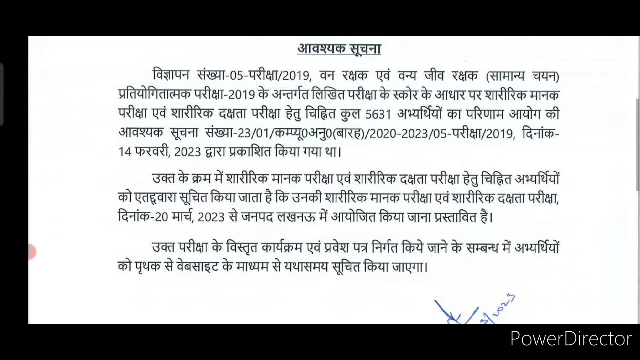 आवश्यक सूचना
विज्ञापन संख्या-05-परीक्षा/2019, वन रक्षक एवं वन्य जीव रक्षक (सामान्य चयन)
प्रतियोगितात्मक परीक्षा-2019 के अन्तर्गत लिखित परीक्षा के स्कोर के आधार पर शारीरिक मानक
परीक्षा एवं शारीरिक दक्षता परीक्षा हेतु चिन्हित कुल 5631 अभ्यर्थियों का परिणाम आयोग की
आवश्यक सूचना संख्या-23/01/कम्प्यू0अनु0(बारह)/2020-2023/05-परीक्षा/2019, दिनांक-
14 फरवरी, 2023 द्वारा प्रकाशित किया गया था।
उक्त के क्रम में शारीरिक मानक परीक्षा एवं शारीरिक दक्षता परीक्षा हेतु चिन्हित अभ्यर्थियों
को एतद्द्वारा सूचित किया जाता है कि उनकी शारीरिक मानक परीक्षा एवं शारीरिक दक्षता परीक्षा,
दिनांक-20 मार्च, 2023 से जनपद लखनऊ में आयोजित किया जाना प्रस्तावित है।
उक्त परीक्षा के विस्तृत कार्यक्रम एवं प्रवेश पत्र निर्गत किये जाने के सम्बन्ध में अभ्यर्थियों
को पृथक से वेबसाइट के माध्यम से यथासमय सूचित किया जाएगा।
3/2023
PowerDirector